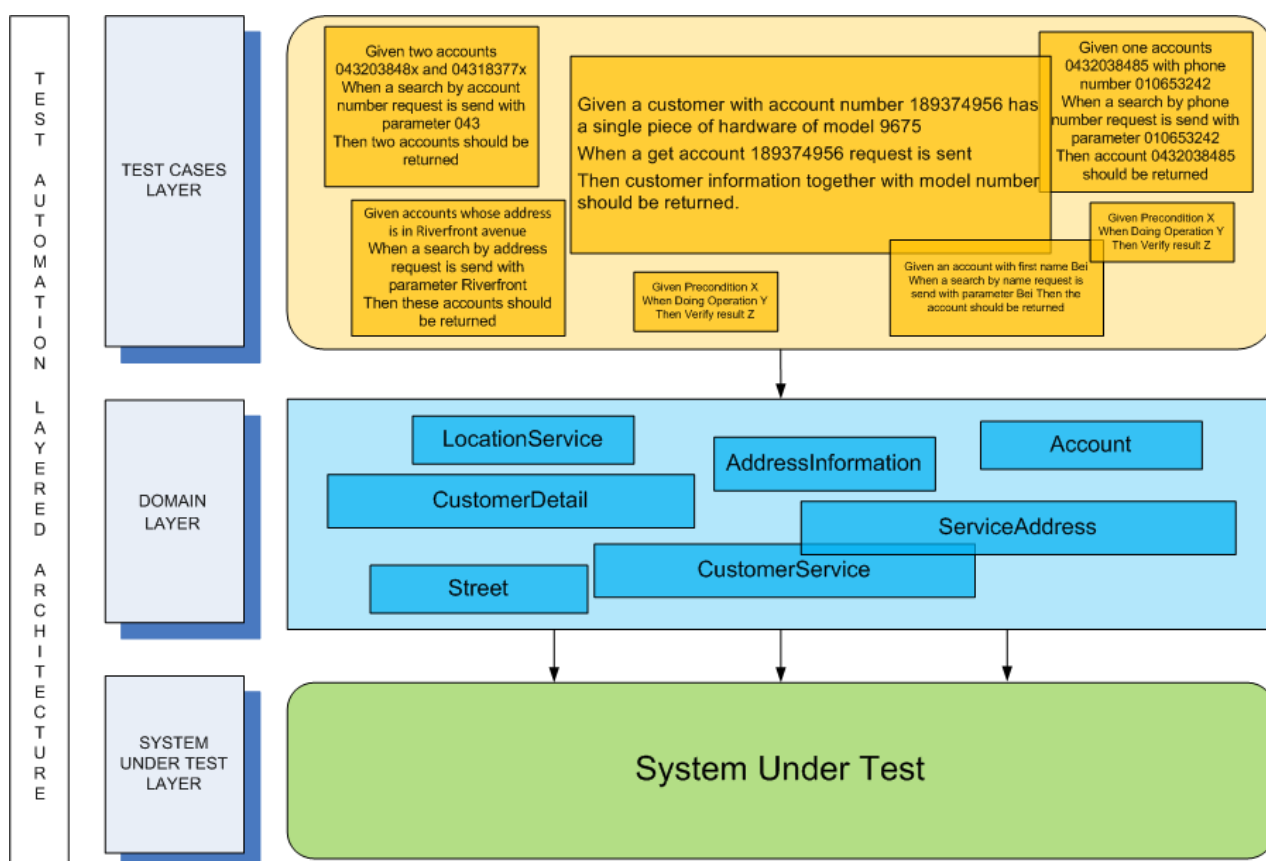 TEST AUTOMATION LAYERED ARCHITECTURE
TEST CASES
LAYER
Given two accounts
043203848x and 04318377x
When a search by account
number request is send with
parameter 043
Then two accounts should be
returned
Given a customer with account number 189374956 has
a single piece of hardware of model 9675
When a get account 189374956 request is sent
Then customer information together with model number
should be returned.
Given one accounts
0432038485 with phone
number 010653242
When a search by phone
number request is send with
parameter 010653242
Then account 0432038485
should be returned
Given accounts whose address
is in Riverfront avenue
When a search by address
request is send with
parameter Riverfront
Then these accounts should
be returned
Given Precondition X
When Doing Operation Y
Then Verify result Z
Given an account with first name Bei
When a search by name request is
send with parameter Bei Then the
account should be returned
Given Precondition X
When Doing Operation Y
Then Verify result Z
DOMAIN
LAYER
LocationService
AddressInformation
Account
CustomerDetail
ServiceAddress
CustomerService
Street
SYSTEM
UNDER TEST
LAYER
System Under Test